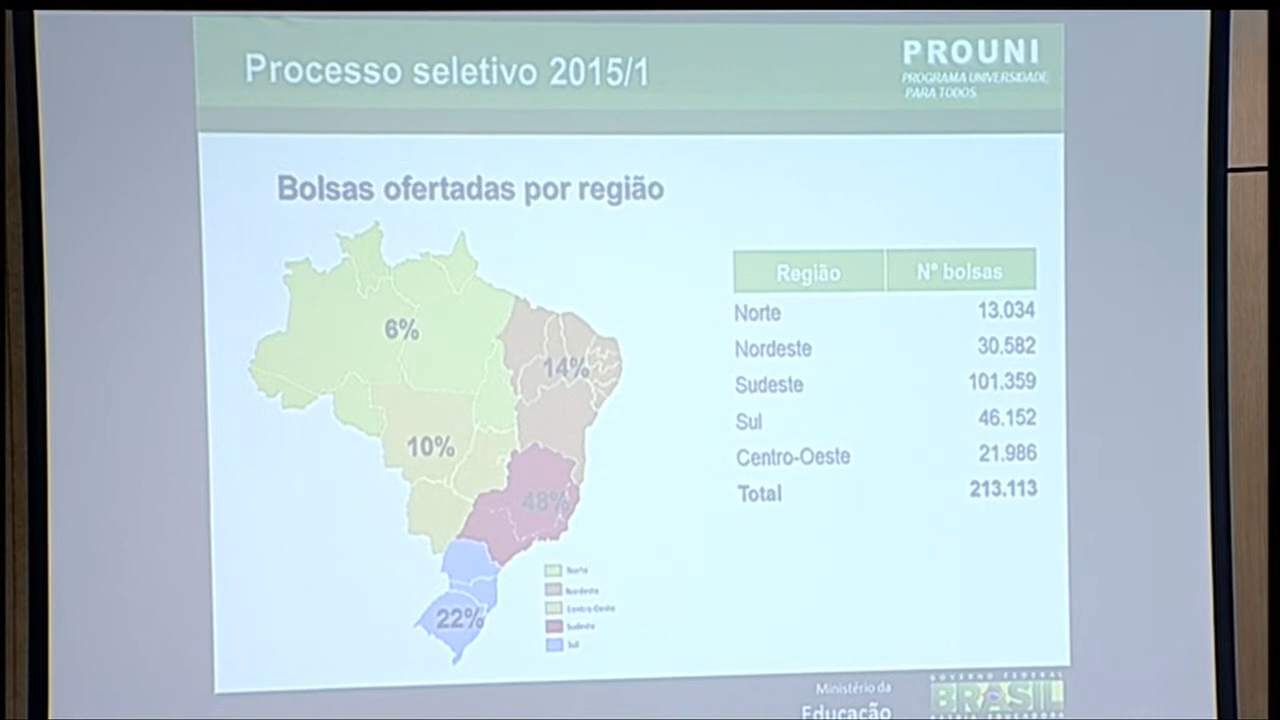 Processo seletivo 2015/1
PROUNI
PROGRAMA UNIVERSIDADE
PARA TODOS
Bolsas ofertadas por região
6%
14%
10%
48%
22%
Região Nº bolsas
Norte 13.034
Nordeste 30.582
Sudeste 101.359
Sul 46.152
Centro-Oeste 21.986
Total 213.113
Norte
Nordeste
Centro-Oeste
Sudeste
Sul
Ministério da
Educação
GOVERNO FEDERAL
BRASIL